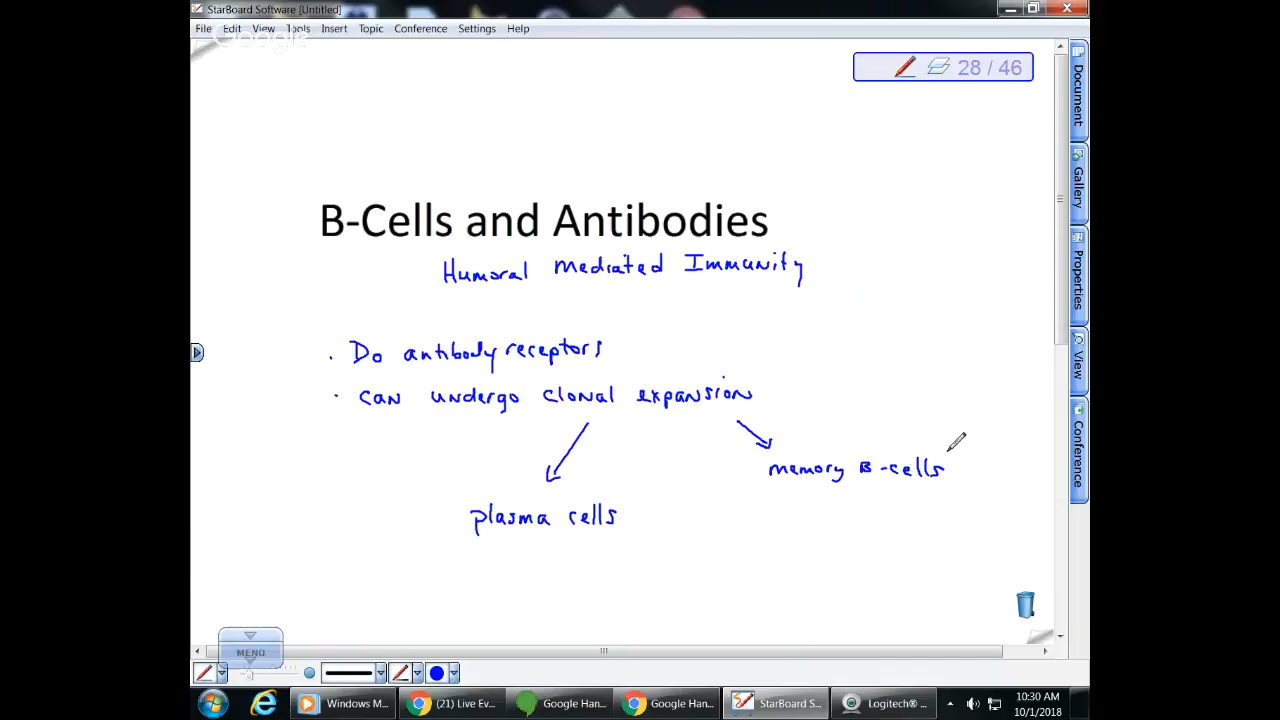 StarBoard Software [Untitled]
File Edit View Tools Insert Topic Conference Settings Help
Google
28 / 46
Document
Gallery
Properties
View
Conference
B-Cells and Antibodies
Humoral Mediated Immunity
· Do antibody receptors
· can undergo clonal expansion
memory B-cells
plasma cells
MENU
Windows M...
(21) Live Ev...
Google Han...
Google Han...
StarBoard S...
Logitech® ...
10:30 AM
10/1/2018